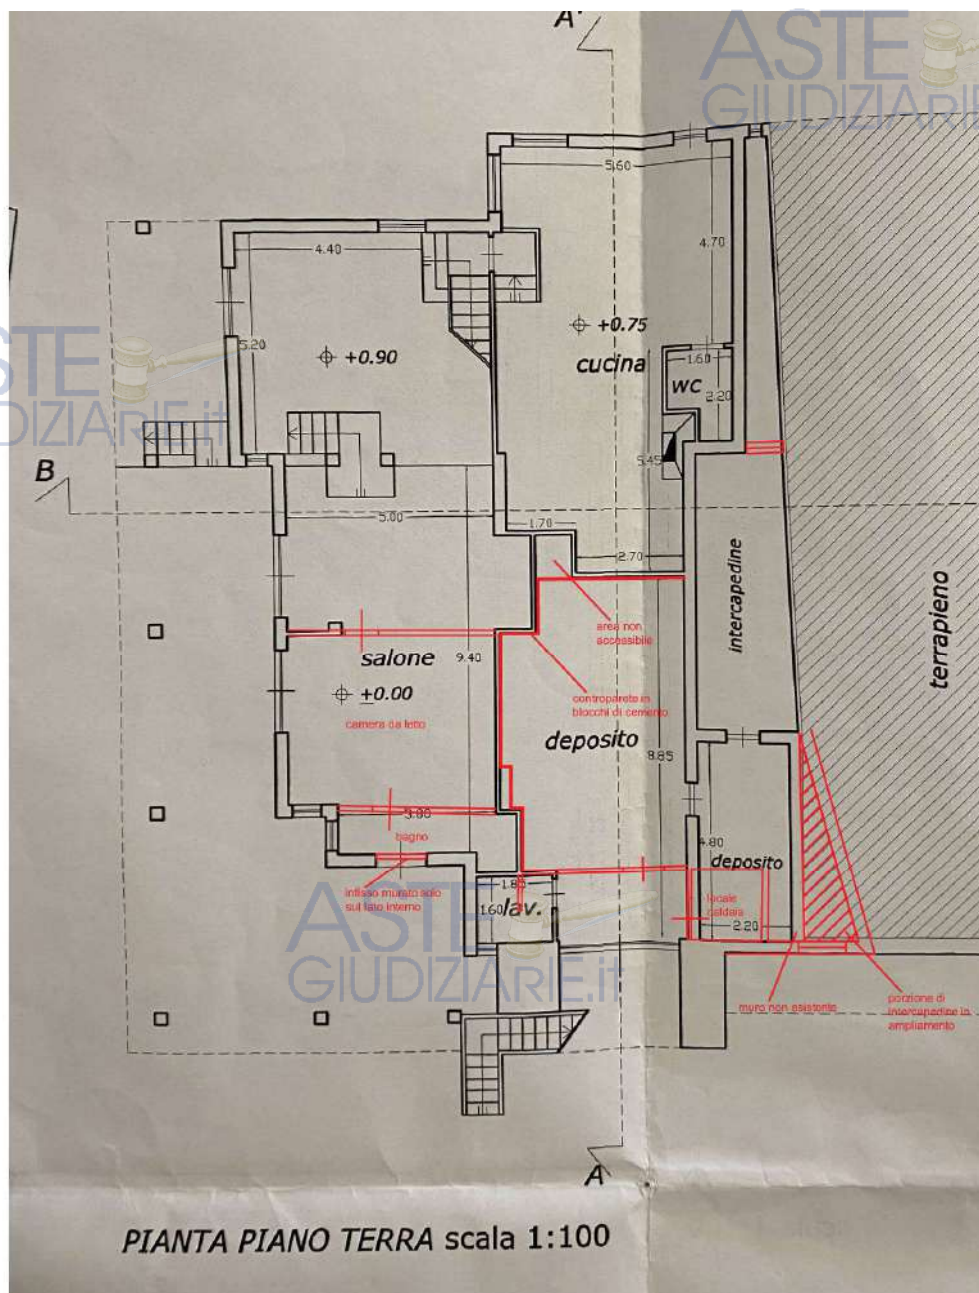 A'
ASTE
GIUDIZIARIE
5.60
4.40
4.70
+0.75
cucina
5.20
+0.90
1.60
wc
2.20
ASTE
GIUDIZIARIE.it
B
5.45
5.00
1.70
2.70
intercapedine
terrapieno
area non
accessibile
salone
9.40
±0.00
camera da letto
controparete in
blocchi di cemento
deposito
8.85
3.80
bagno
4.80
deposito
infisso murato solo
sul lato interno
1.80
1.60
lav.
locale
caldaia
2.20
ASTE
GIUDIZIARIE.it
muro non esistente
porzione di
intercapedine in
ampliamento
A
PIANTA PIANO TERRA scala 1:100